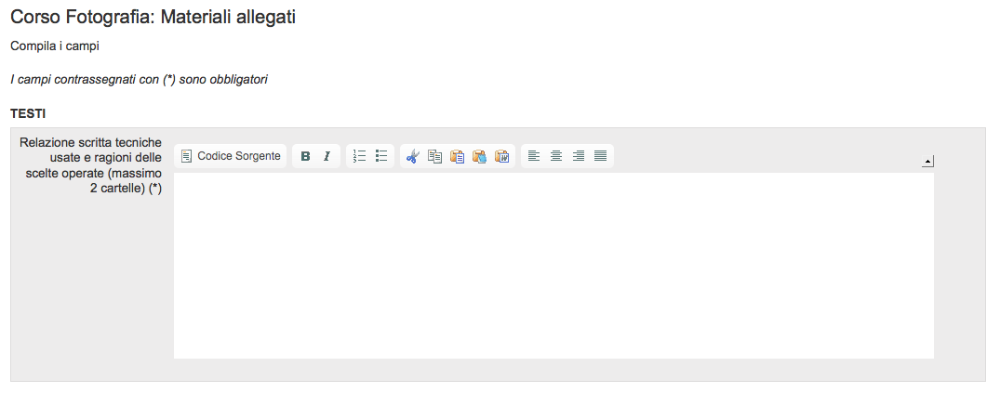 Corso Fotografia: Materiali allegati
Compila i campi
I campi contrassegnati con (*) sono obbligatori
TESTI
Relazione scritta tecniche
usate e ragioni delle
scelte operate (massimo
2 cartelle) (*)
Codice Sorgente
B I